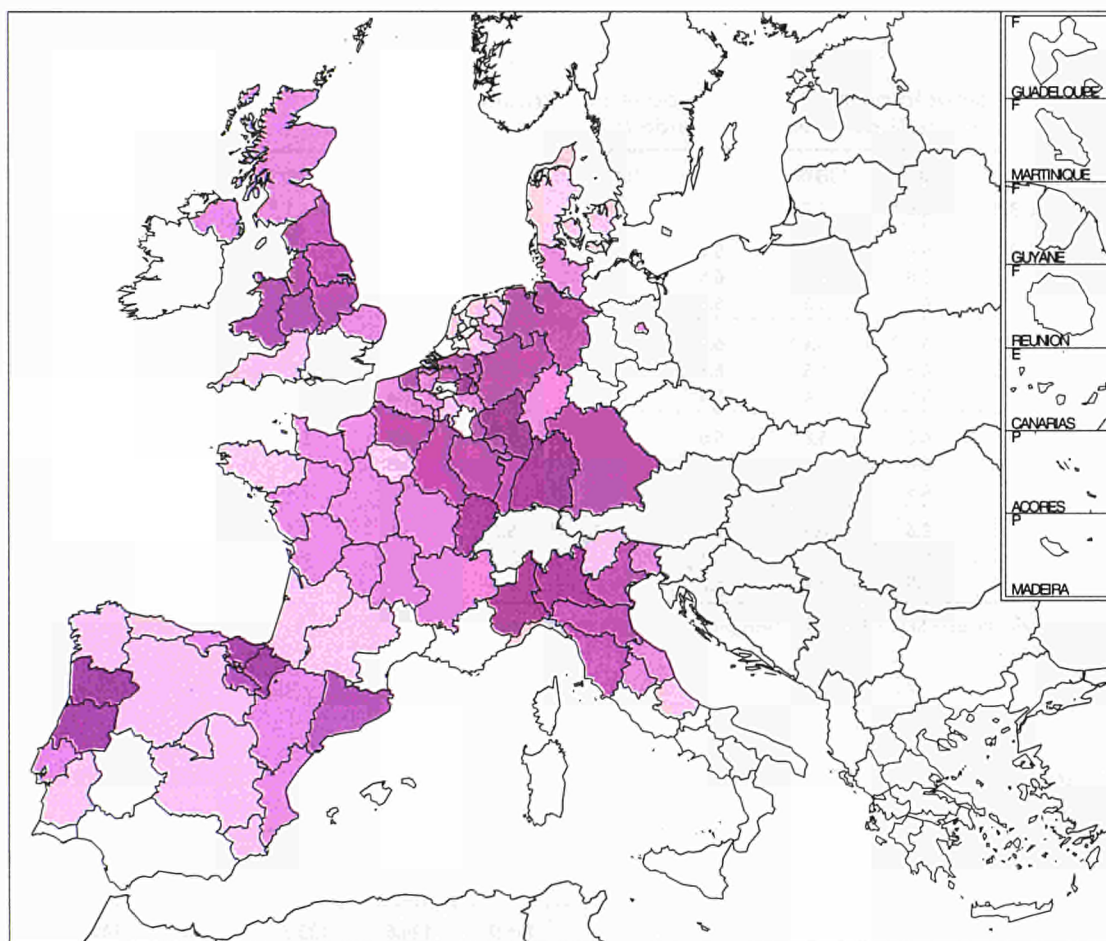 F
GUADELOUPE
F
MARTINIQUE
F
GUYANE
F
REUNION
E
CANARIAS
P
ACORES
P
MADEIRA